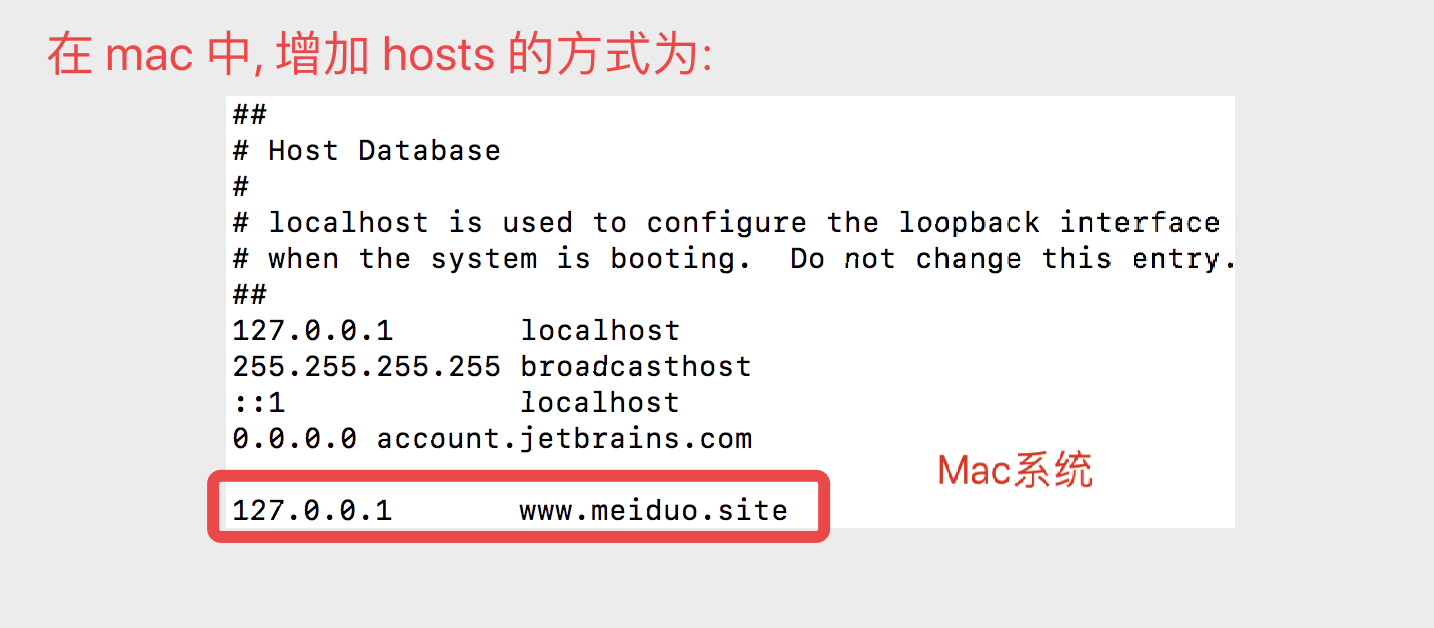 在 mac 中, 增加 hosts 的方式为:
##
# Host Database
#
# localhost is used to configure the loopback interface
# when the system is booting.  Do not change this entry.
##
127.0.0.1       localhost
255.255.255.255 broadcasthost
::1             localhost
0.0.0.0 account.jetbrains.com
Mac系统
127.0.0.1       www.meiduo.site